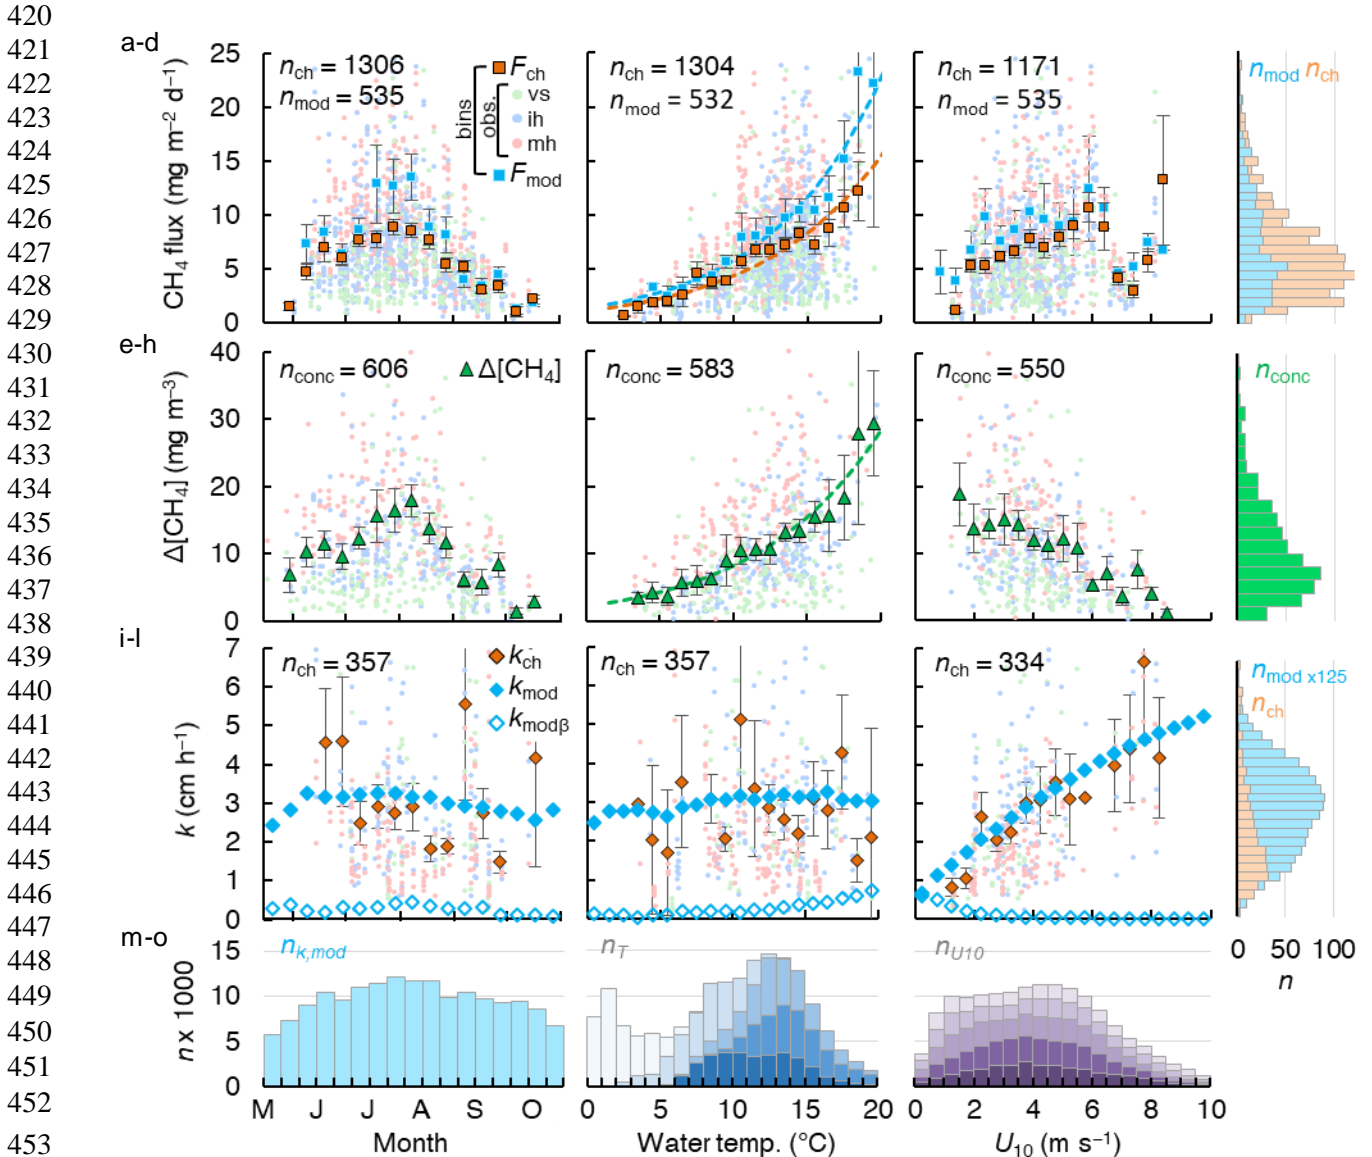 420
421
422
423
424
425
426
427
428
429
430
431
432
433
434
435
436
437
438
439
440
441
442
443
444
445
446
447
448
449
450
451
452
453
a-d
CH4 flux (mg m−2 d−1)
25
20
15
10
5
0
nch = 1306
nmod = 535
bins
obs.
Fch
vs
ih
mh
Fmod
nch = 1304
nmod = 532
nch = 1171
nmod = 535
nmod nch
e-h
Δ[CH4] (mg m−3)
40
30
20
10
0
nconc = 606
Δ[CH4]
nconc = 583
nconc = 550
nconc
i-l
k (cm h−1)
7
6
5
4
3
2
1
0
nch = 357
kch
kmod
kmodβ
nch = 357
nch = 334
nmod x125
nch
0 50 100
n
m-o
n x 1000
15
10
5
0
nk,mod
nT
nU10
M J J A S O
Month
0 5 10 15 20
Water temp. (°C)
0 2 4 6 8 10
U10 (m s−1)